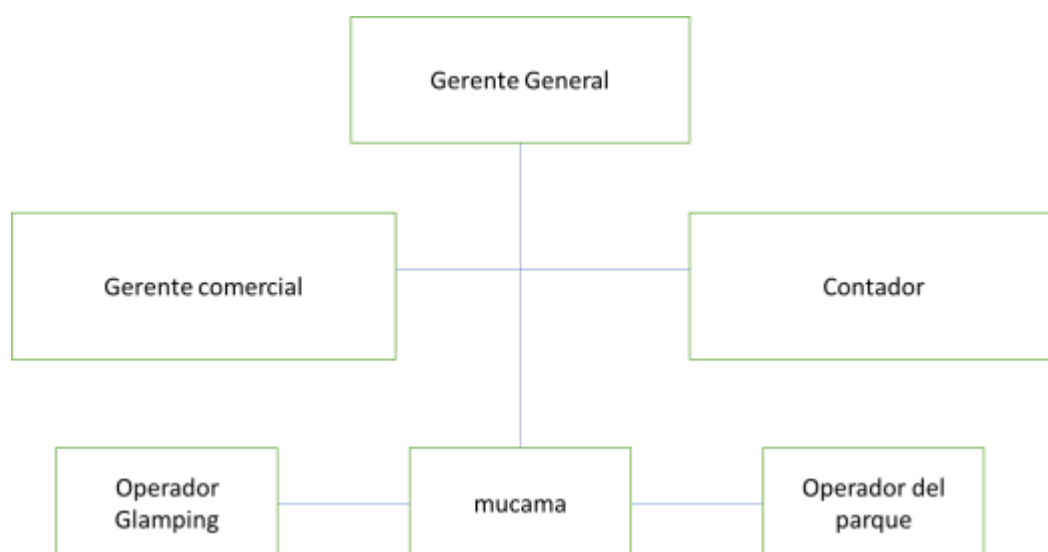 Gerente General
Gerente comercial
Contador
Operador
Glamping
mucama
Operador del
parque